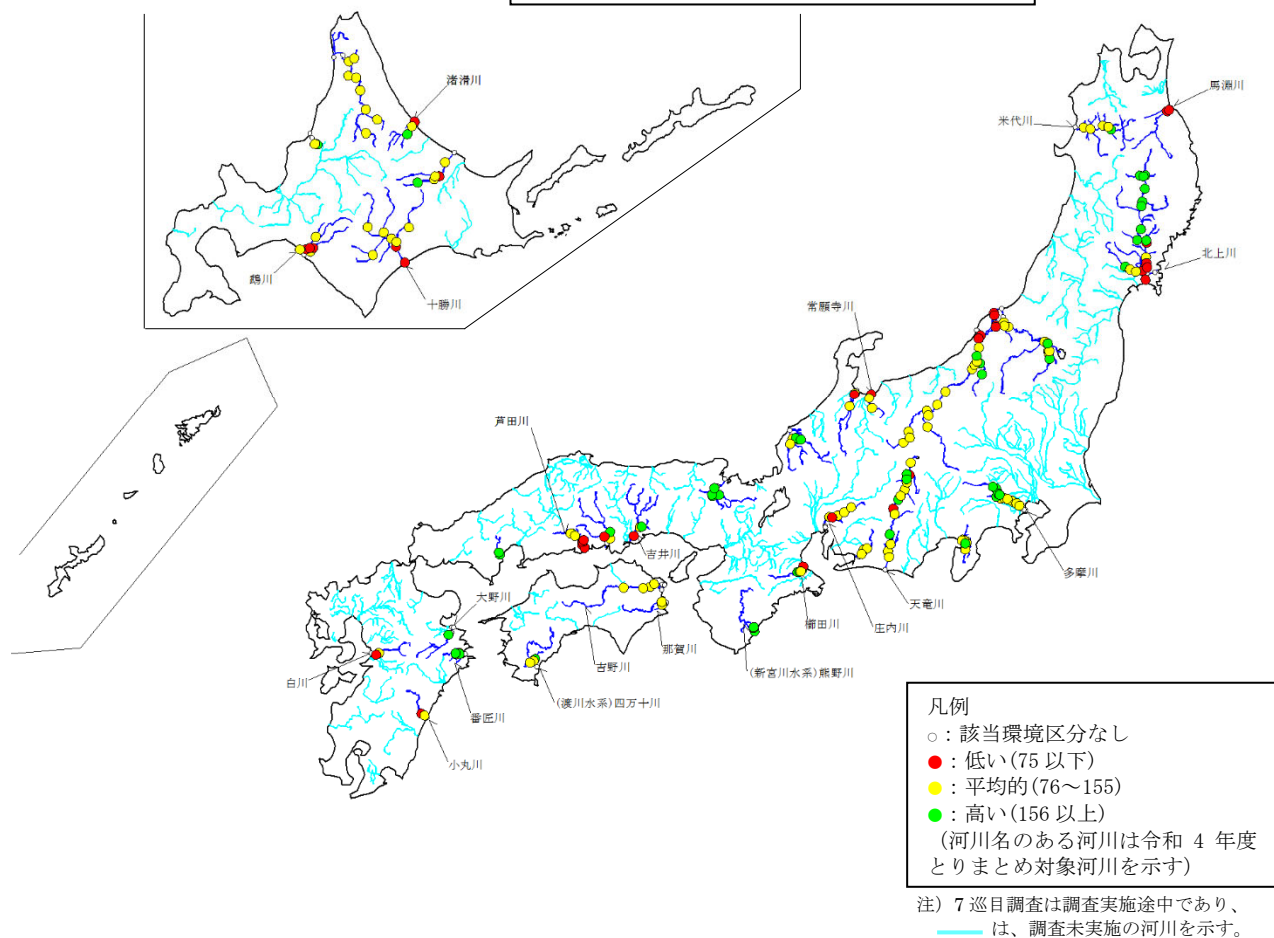 渚滑川
馬淵川
米代川
北上川
鵡川
十勝川
常願寺川
芦田川
吉井川
多摩川
天竜川
大野川
櫛田川
庄内川
那賀川
吉野川
(新宮川水系)熊野川
白川
(渡川水系)四万十川
番匠川
小丸川
凡例
○：該当環境区分なし
●：低い(75 以下)
●：平均的(76～155)
●：高い(156 以上)
(河川名のある河川は令和 4 年度
とりまとめ対象河川を示す)
注）7 巡目調査は調査実施途中であり、
は、調査未実施の河川を示す。